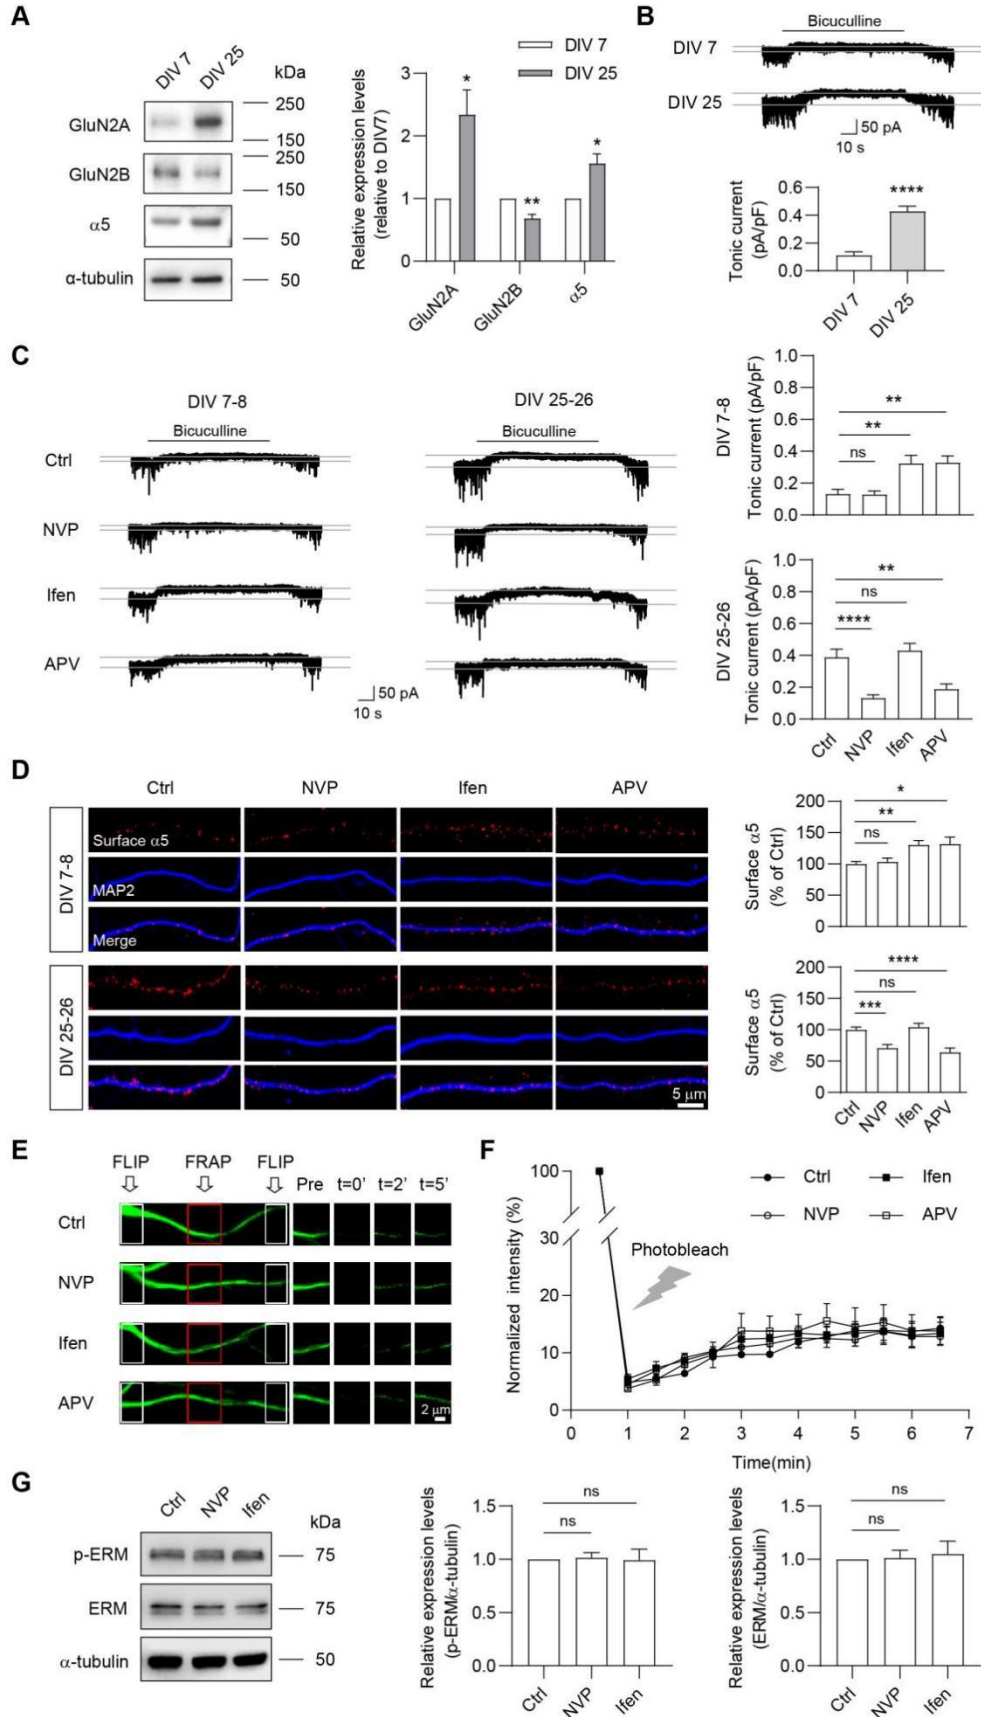 A
DIV 7
DIV 25
kDa
GluN2A
250
150
GluN2B
250
150
α5
50
α-tubulin
50
DIV 7
DIV 25
Relative expression levels
(relative to DIV7)
3
2
1
0
*
**
*
GluN2A
GluN2B
α5
B
Bicuculline
DIV 7
DIV 25
50 pA
10 s
Tonic current
(pA/pF)
0.6
0.4
0.2
0.0
****
DIV 7
DIV 25
C
DIV 7-8
DIV 25-26
Bicuculline
Bicuculline
Ctrl
NVP
Ifen
APV
50 pA
10 s
DIV 7-8
Tonic current (pA/pF)
1.0
0.8
0.6
0.4
0.2
0.0
**
**
ns
DIV 25-26
Tonic current (pA/pF)
1.0
0.8
0.6
0.4
0.2
0.0
**
ns
****
Ctrl
NVP
Ifen
APV
D
Ctrl
NVP
Ifen
APV
DIV 7-8
Surface α5
MAP2
Merge
DIV 25-26
5 μm
Surface α5
(% of Ctrl)
200
150
100
50
0
*
**
ns
Surface α5
(% of Ctrl)
200
150
100
50
0
****
ns
***
Ctrl
NVP
Ifen
APV
E
FLIP
FRAP
FLIP
Pre
t=0'
t=2'
t=5'
Ctrl
NVP
Ifen
APV
2 μm
F
Normalized intensity (%)
100
30
20
10
0
Photobleach
Ctrl
Ifen
NVP
APV
0 1 2 3 4 5 6 7
Time(min)
G
Ctrl
NVP
Ifen
kDa
p-ERM
75
ERM
75
α-tubulin
50
Relative expression levels
(p-ERM/α-tubulin)
1.5
1.0
0.5
0.0
ns
ns
Ctrl
NVP
Ifen
Relative expression levels
(ERM/α-tubulin)
1.5
1.0
0.5
0.0
ns
ns
Ctrl
NVP
Ifen